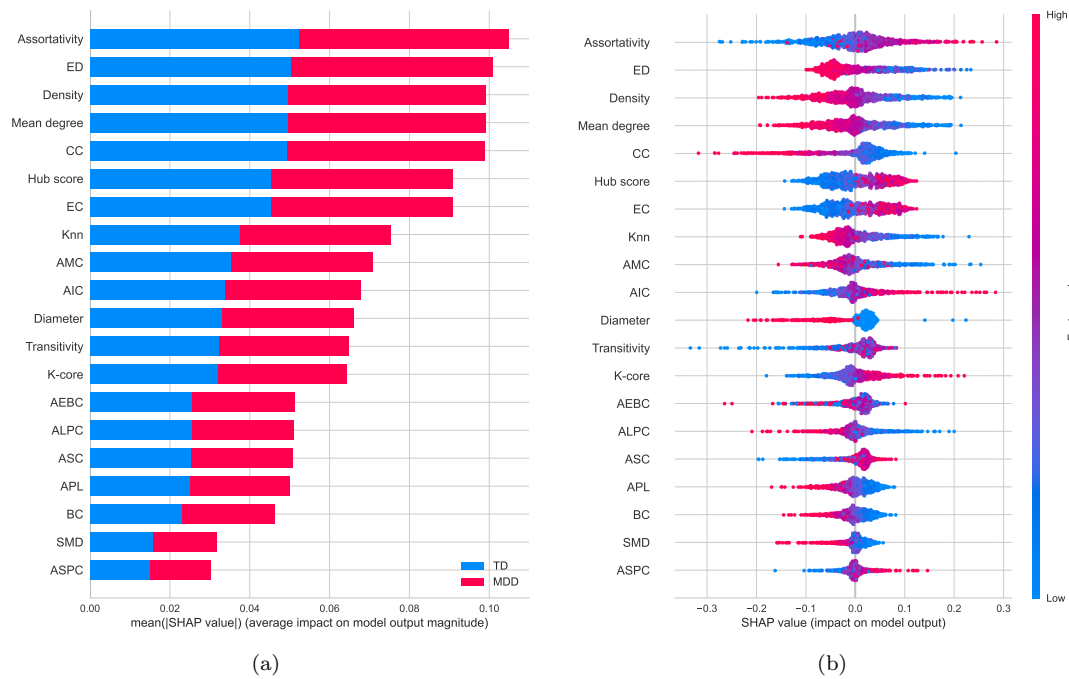 Assortativity
ED
Density
Mean degree
CC
Hub score
EC
Knn
AMC
AIC
Diameter
Transitivity
K-core
AEBC
ALPC
ASC
APL
BC
SMD
ASPC
TD
MDD
0.00 0.02 0.04 0.06 0.08 0.10
mean(|SHAP value|) (average impact on model output magnitude)
(a)
High
Assortativity
ED
Density
Mean degree
CC
Hub score
EC
Knn
AMC
AIC
Diameter
Transitivity
K-core
AEBC
ALPC
ASC
APL
BC
SMD
ASPC
Low
−0.3 −0.2 −0.1 0.0 0.1 0.2 0.3
SHAP value (impact on model output)
(b)